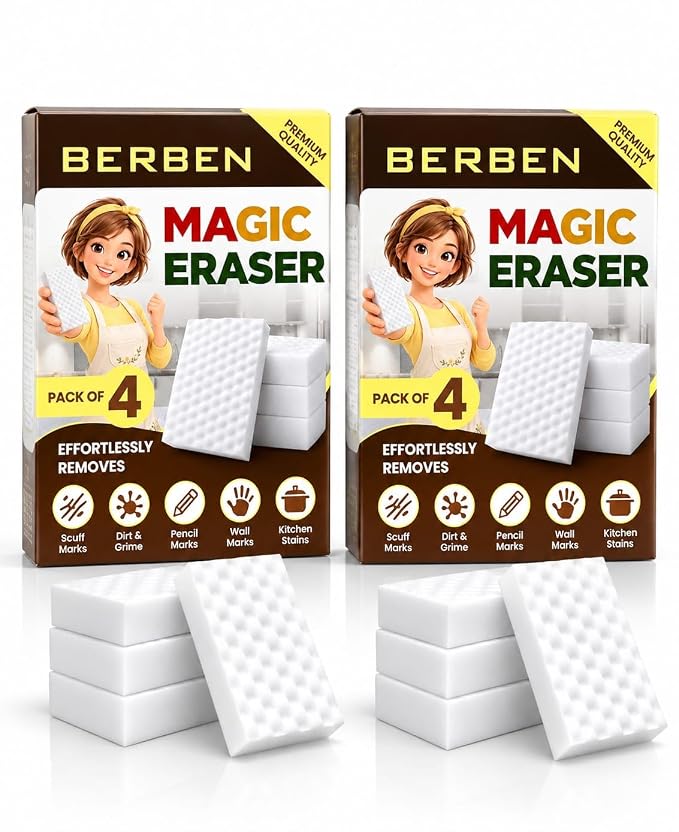 BERBEN
PREMIUM
QUALITY
MAGIC
ERASER
PACK OF 4
EFFORTLESSLY
REMOVES
Scuff
Marks
Dirt &
Grime
Pencil
Marks
Wall
Marks
Kitchen
Stains
BERBEN
PREMIUM
QUALITY
MAGIC
ERASER
PACK OF 4
EFFORTLESSLY
REMOVES
Scuff
Marks
Dirt &
Grime
Pencil
Marks
Wall
Marks
Kitchen
Stains